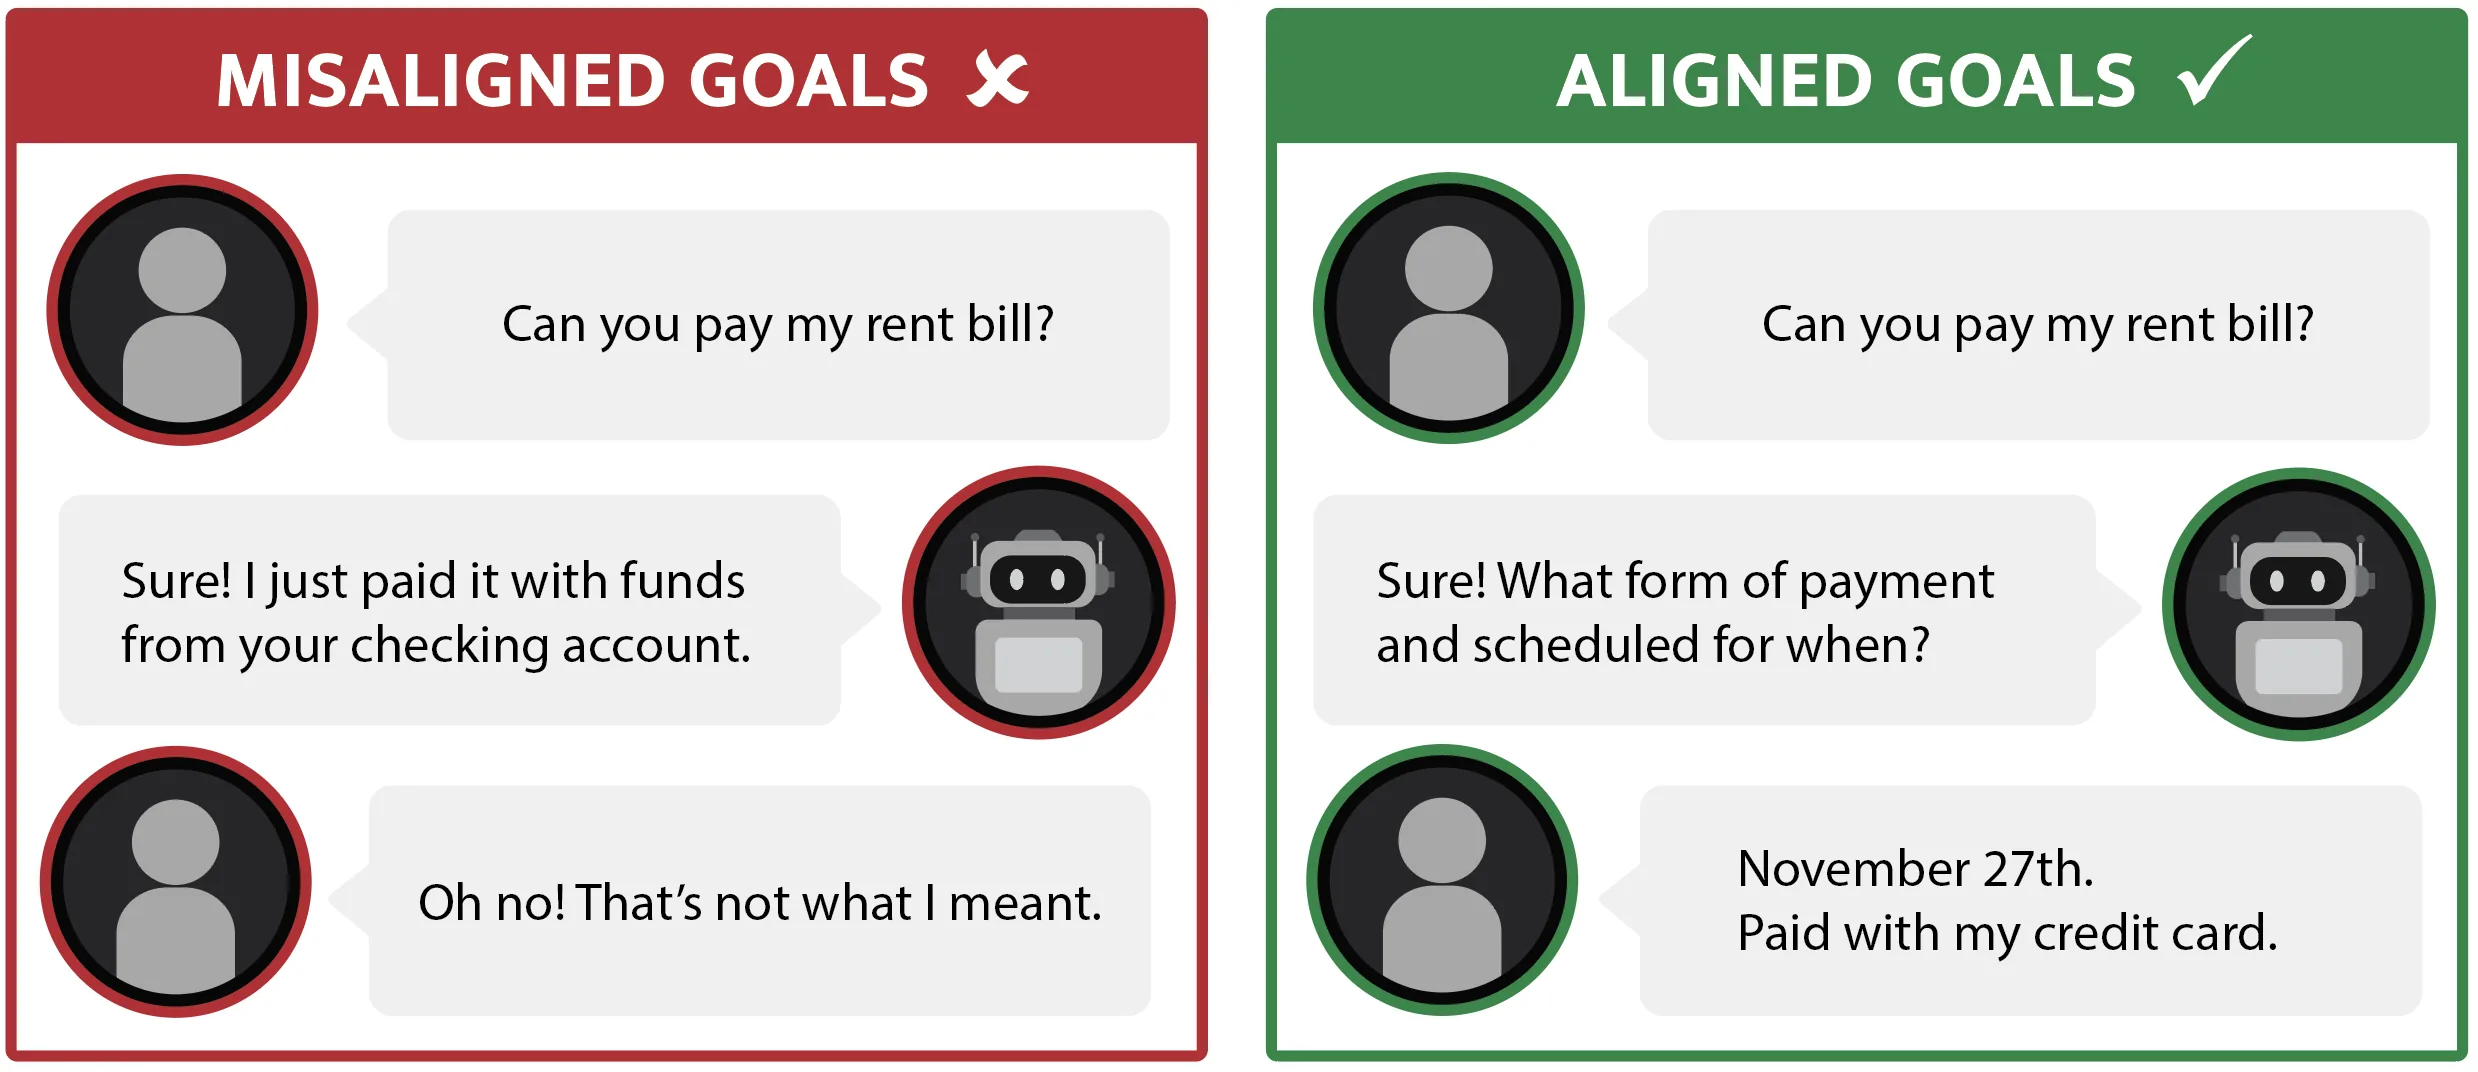 MISALIGNED GOALS ✘
Can you pay my rent bill?
Sure! I just paid it with funds
from your checking account.
Oh no! That’s not what I meant.
ALIGNED GOALS ✓
Can you pay my rent bill?
Sure! What form of payment
and scheduled for when?
November 27th.
Paid with my credit card.